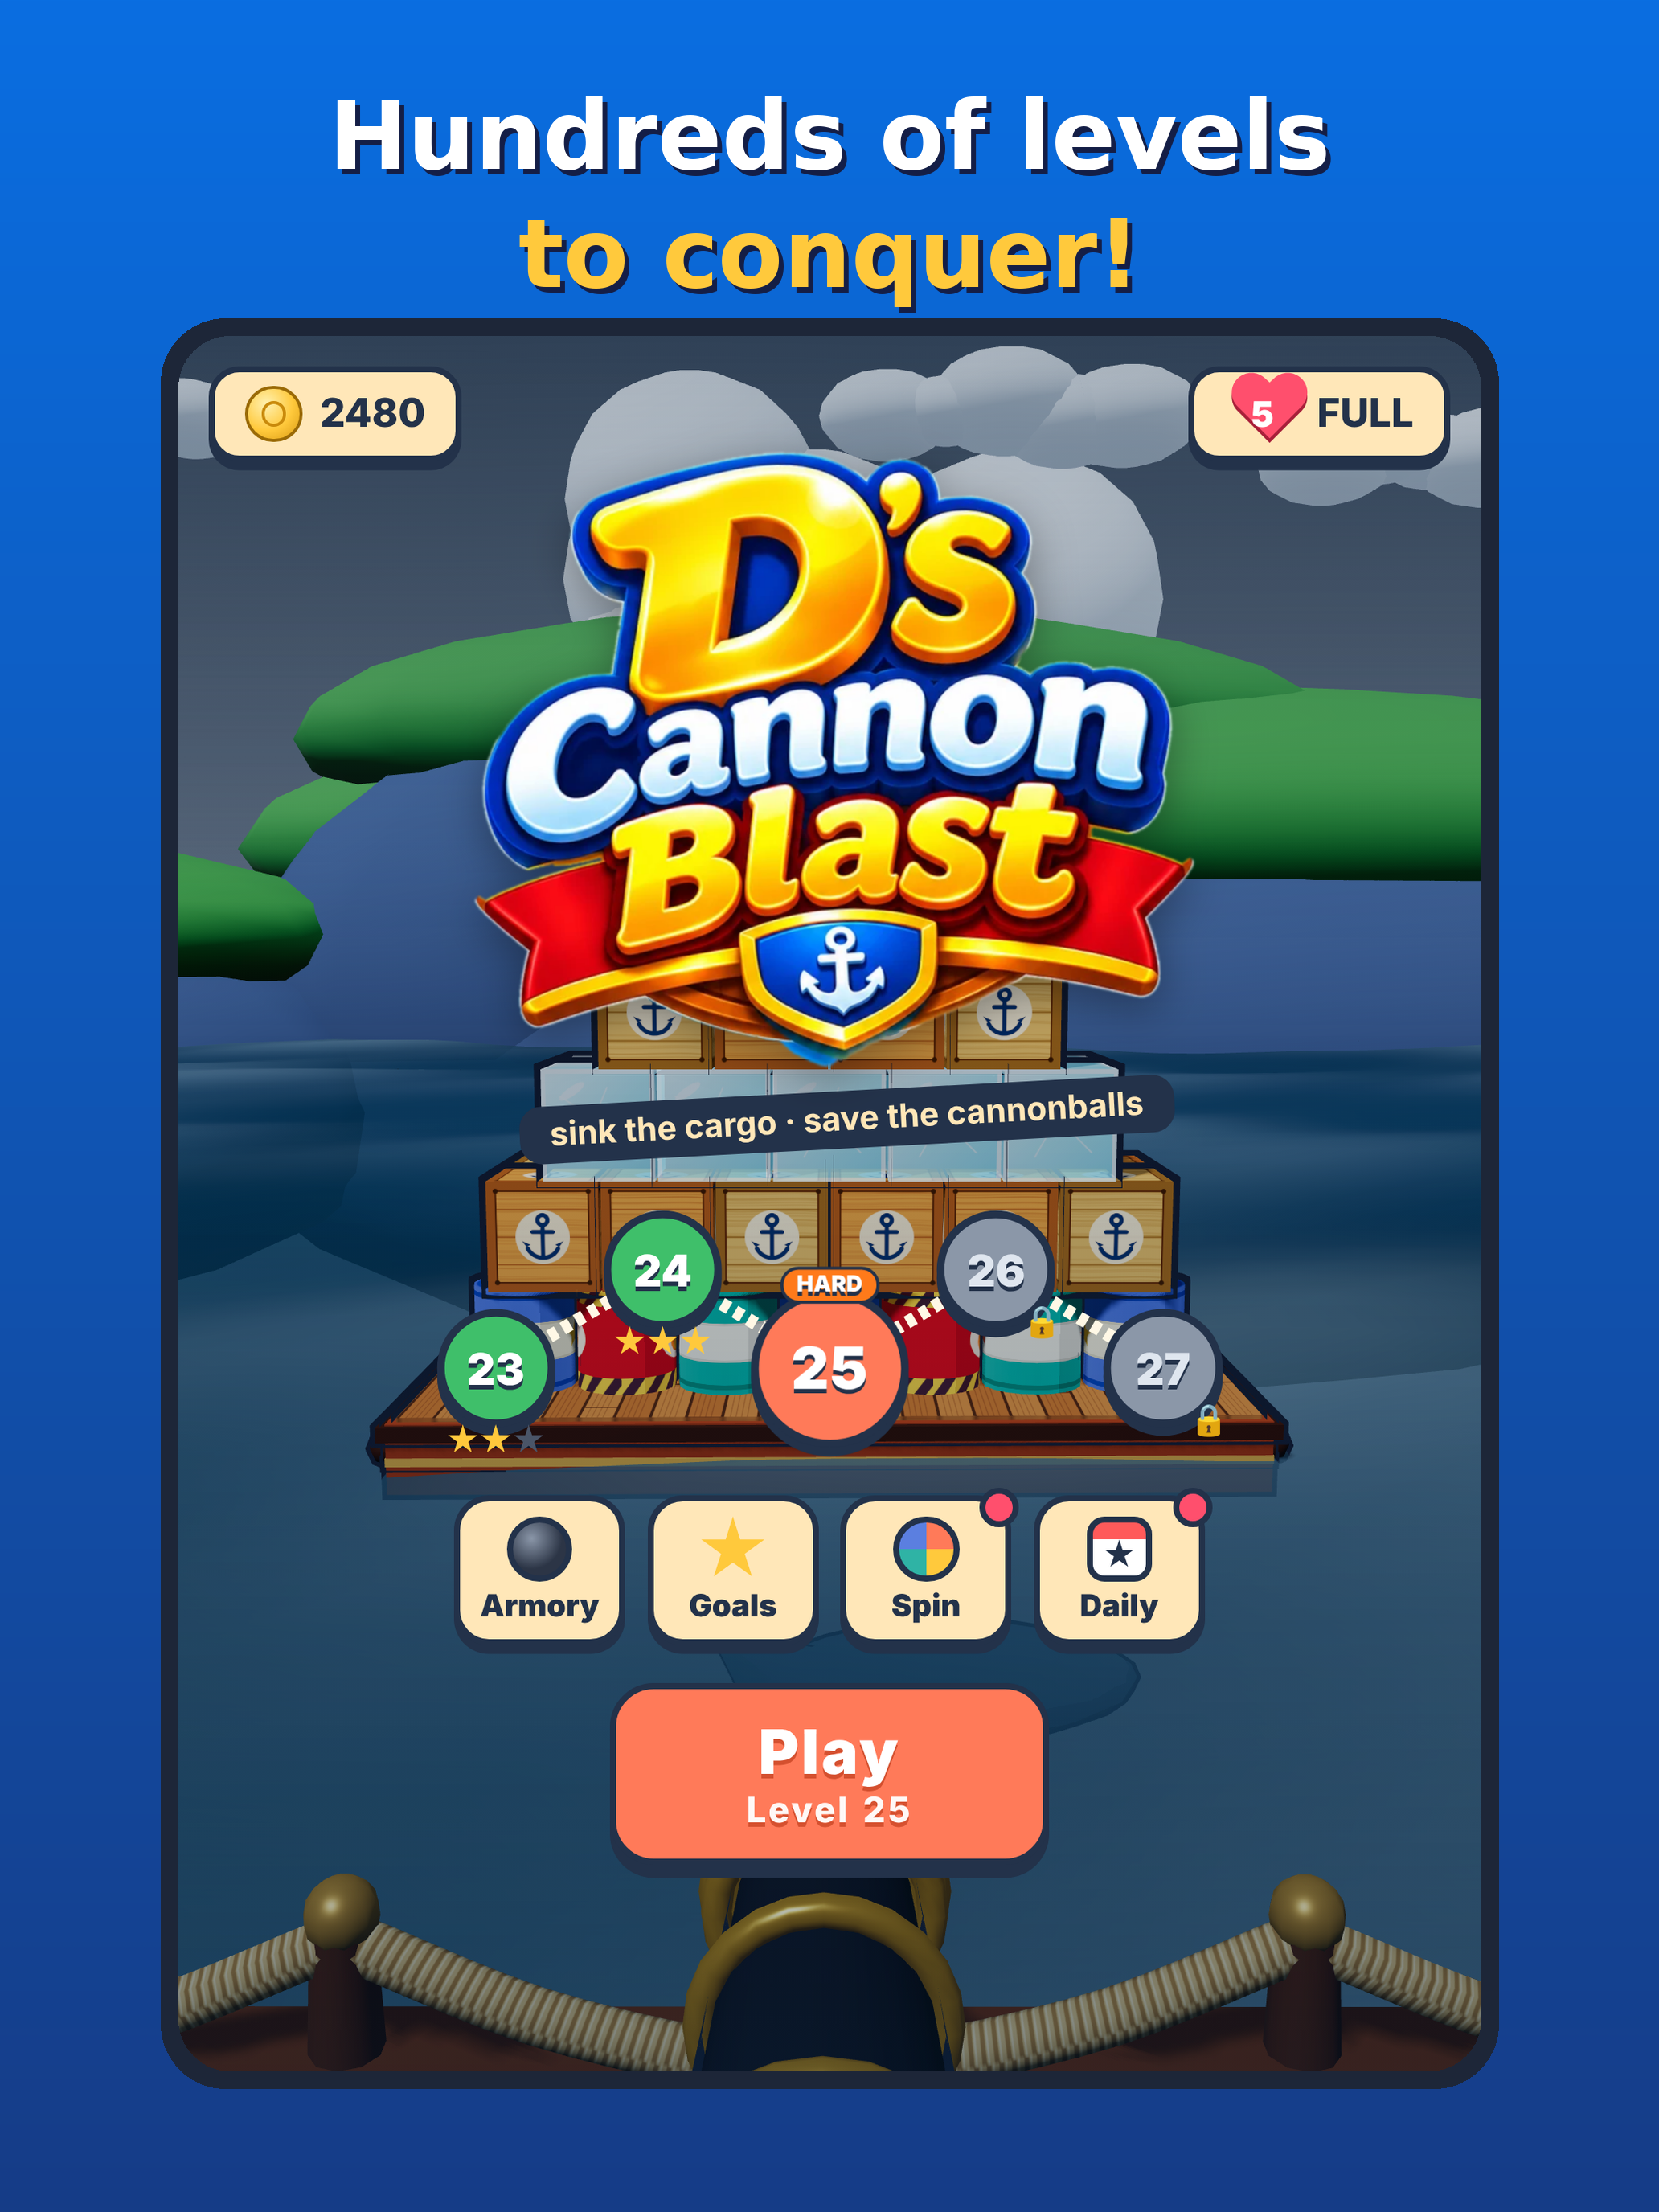 Hundreds of levels
to conquer!
2480
5 FULL
D's
Cannon
Blast
sink the cargo · save the cannonballs
24
26
HARD
23
25
27
Armory
Goals
Spin
Daily
Play
Level 25